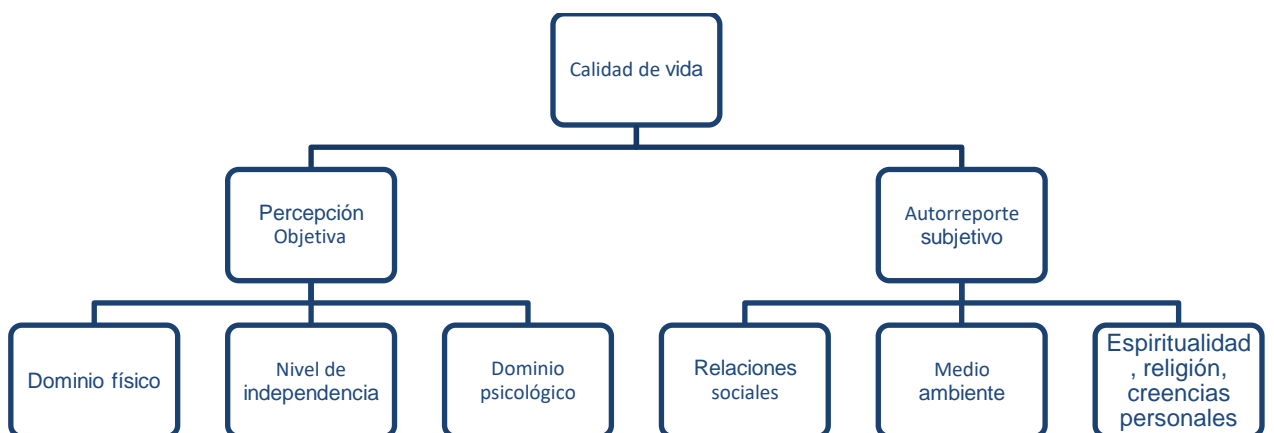 Calidad de vida
Percepción
Objetiva
Autorreporte
subjetivo
Dominio físico
Nivel de
independencia
Dominio
psicológico
Relaciones
sociales
Medio
ambiente
Espiritualidad
, religión,
creencias
personales